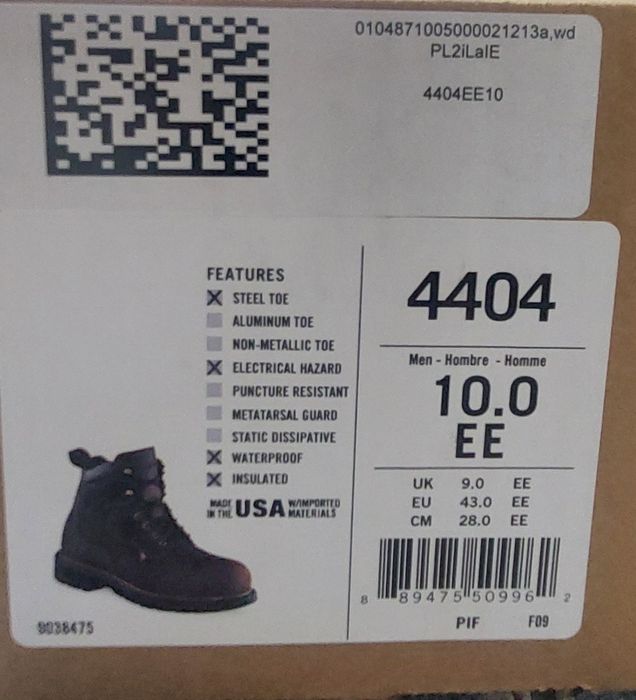 0104871005000021213a,wd
PL2iLaIE
4404EE10
FEATURES
STEEL TOE
ALUMINUM TOE
NON-METALLIC TOE
ELECTRICAL HAZARD
PUNCTURE RESISTANT
METATARSAL GUARD
STATIC DISSIPATIVE
WATERPROOF
INSULATED
MADE IN THE USA W/IMPORTED MATERIALS
9038475
4404
Men - Hombre - Homme
10.0
EE
UK 9.0 EE
EU 43.0 EE
CM 28.0 EE
8 89475 50996 2
PIF F09